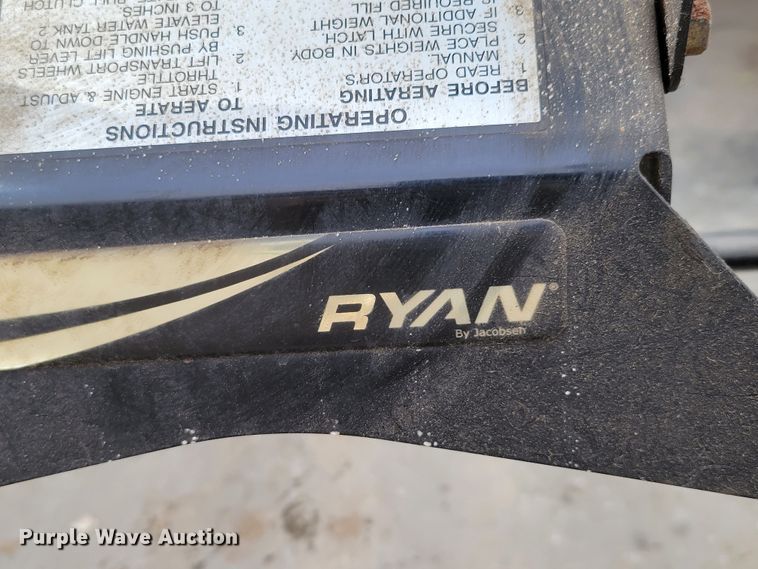 OPERATING INSTRUCTIONS
BEFORE AERATING
1. READ OPERATOR'S
MANUAL
2. PLACE WEIGHTS IN BODY.
SECURE WITH LATCH.
IF ADDITIONAL WEIGHT
IS REQUIRED FILL
TO AERATE
1. START ENGINE & ADJUST
THROTTLE
2. LIFT TRANSPORT WHEELS
BY PUSHING LIFT LEVER
3. PUSH HANDLE DOWN TO
ELEVATE WATER TANK 2
TO 3 INCHES
RYAN®
By Jacobsen
Purple Wave Auction